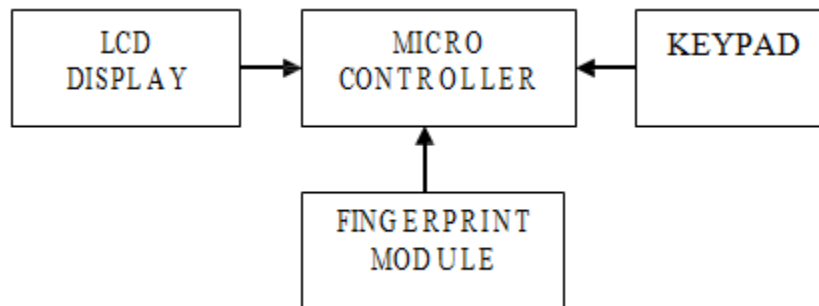 LCD
DISPLAY
MICRO
CONTROLLER
KEYPAD
FINGERPRINT
MODULE